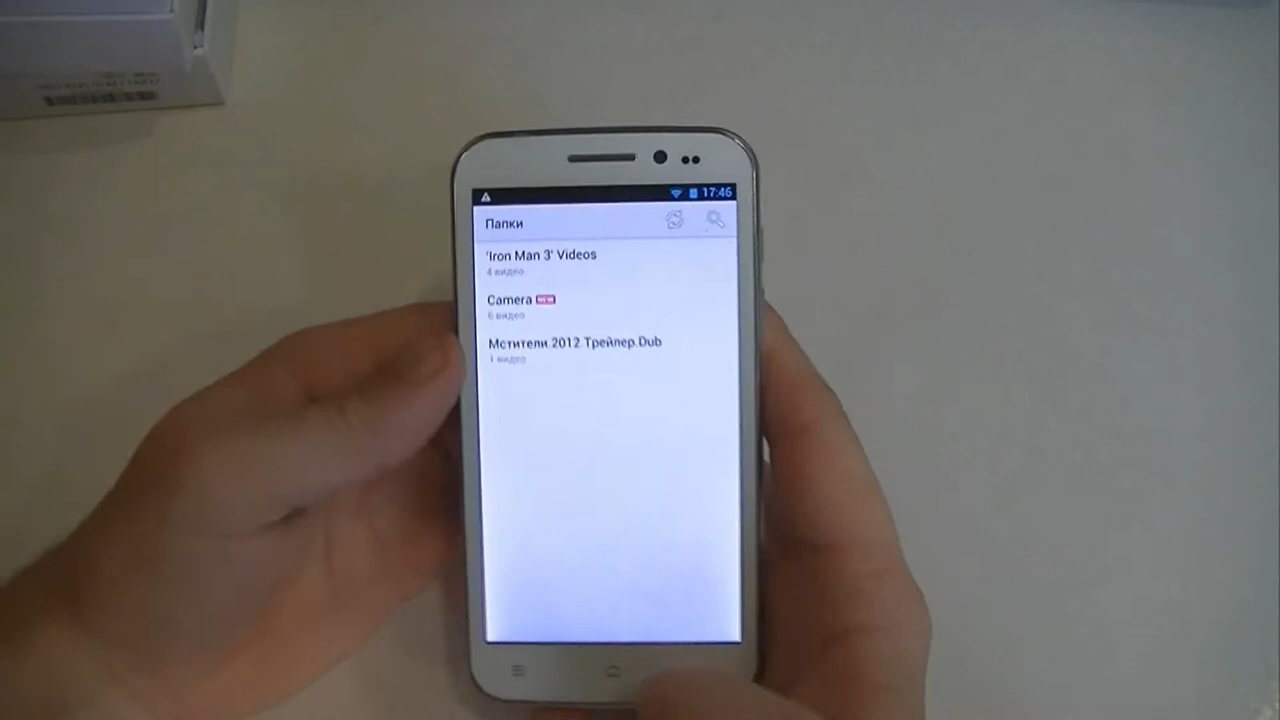 17:46
Папки
'Iron Man 3' Videos
4 видео
Camera NEW
6 видео
Мстители.2012.Трейлер.Dub
1 видео